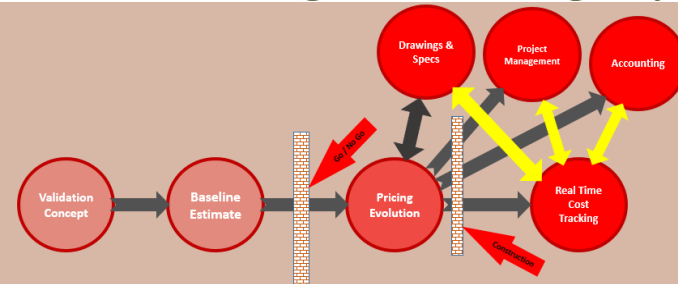 Drawings &
Specs
Project
Management
Accounting
Go / No Go
Validation
Concept
Baseline
Estimate
Pricing
Evolution
Real Time
Cost
Tracking
Construction